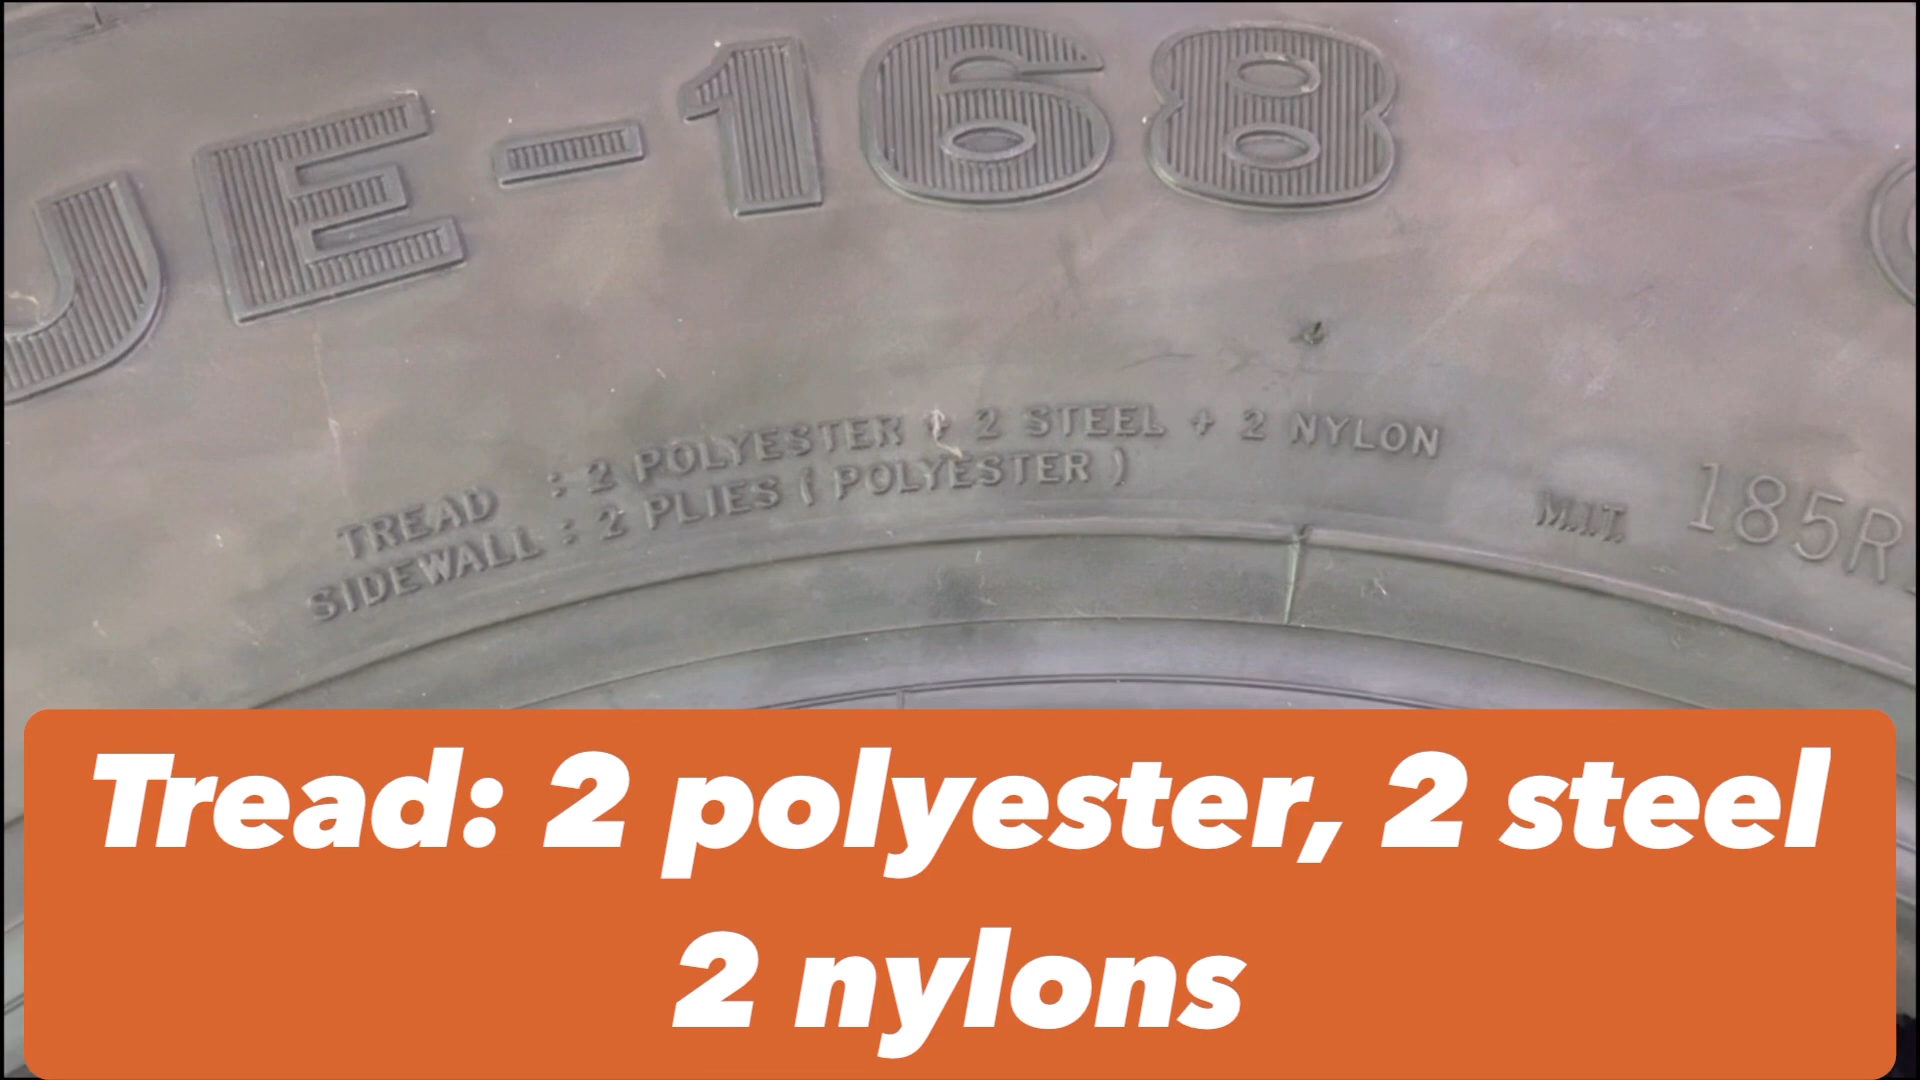 UE-168
TREAD : 2 POLYESTER + 2 STEEL + 2 NYLON
SIDEWALL : 2 PLIES ( POLYESTER )
M.I.T. 185R
Tread: 2 polyester, 2 steel
2 nylons